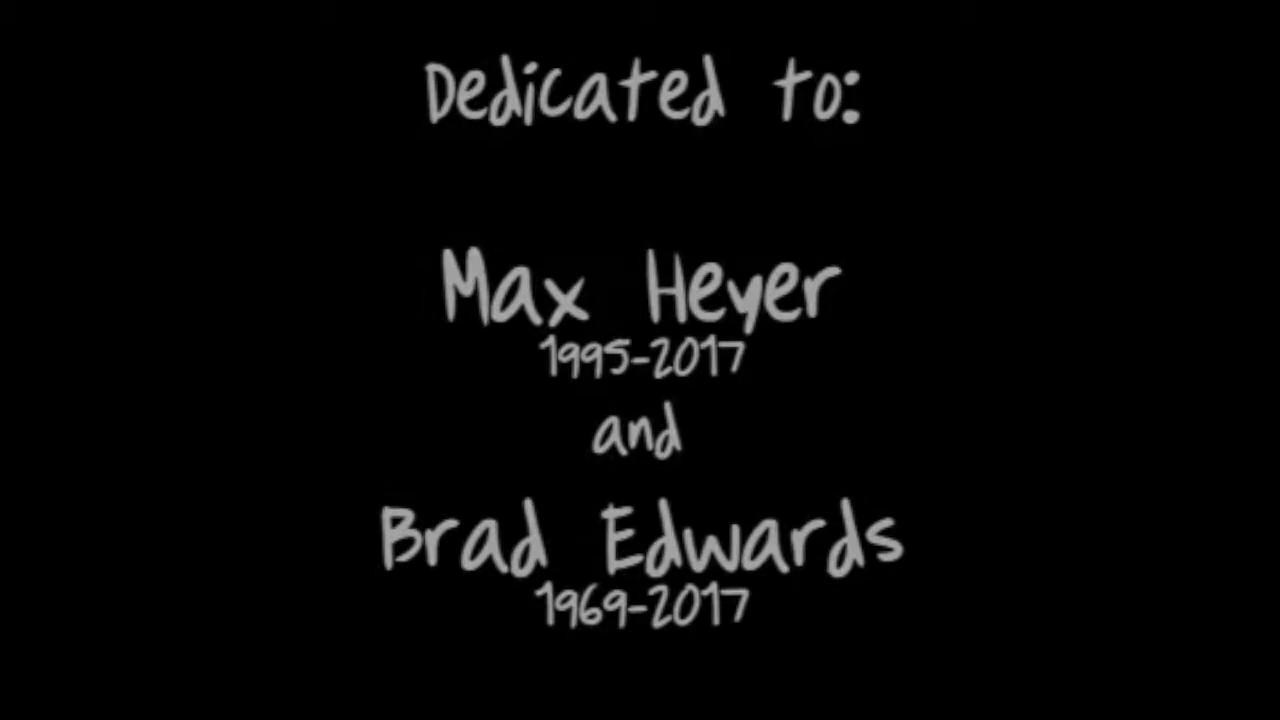 Dedicated to:
Max Heyer
1995-2017
and
Brad Edwards
1969-2017